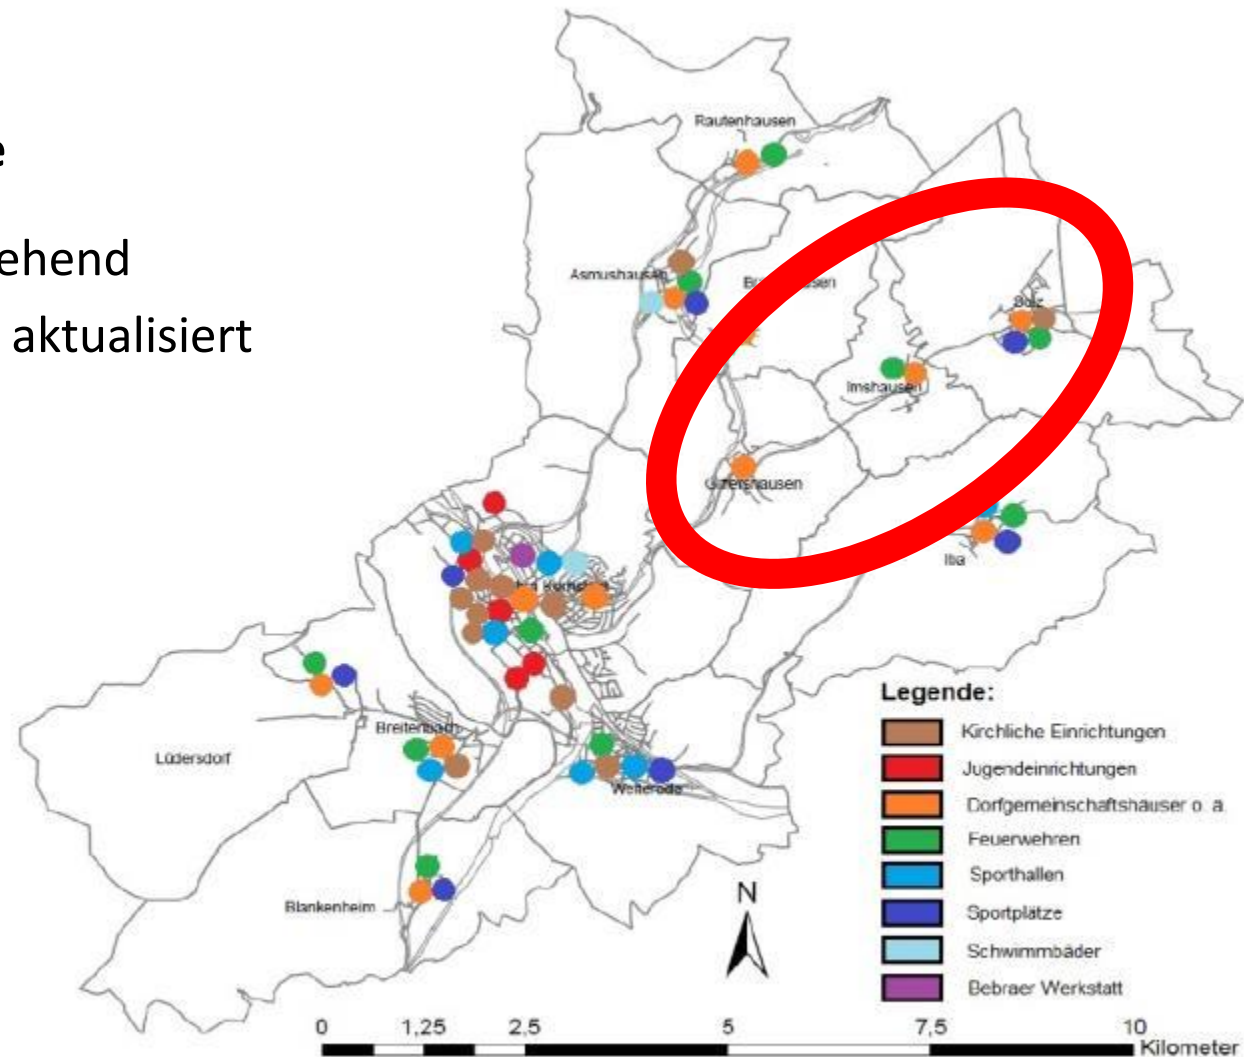 e
ehend
aktualisiert
Rautenhausen
Asmushausen
Solz
Imshausen
Gilfershausen
Iba
Breitenbach
Lüdersdorf
Weiterode
Blankenheim
Legende:
Kirchliche Einrichtungen
Jugendeinrichtungen
Dorfgemeinschaftshäuser o. ä.
Feuerwehren
Sporthallen
Sportplätze
Schwimmbäder
Bebraer Werkstatt
N
0 1,25 2,5 5 7,5 10
Kilometer